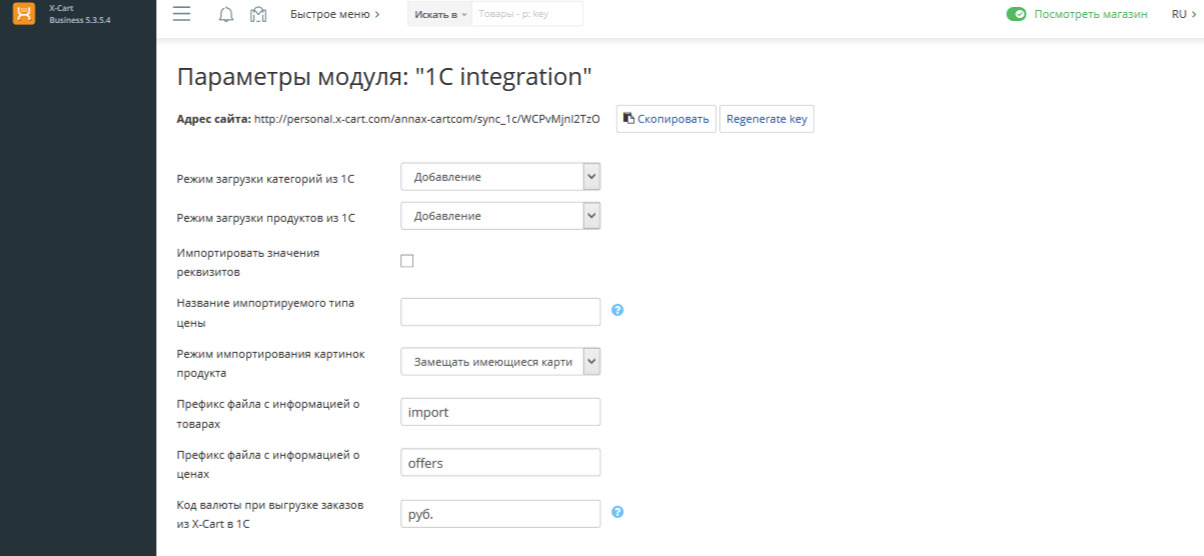 X-Cart
Business 5.3.5.4
Быстрое меню >
Искать в
Товары - p: key
Посмотреть магазин
RU >
Параметры модуля: "1C integration"
Адрес сайта: http://personal.x-cart.com/annax-cartcom/sync_1c/WCPvMjnI2TzO
Скопировать
Regenerate key
Режим загрузки категорий из 1С
Добавление
Режим загрузки продуктов из 1С
Добавление
Импортировать значения
реквизитов
Название импортируемого типа
цены
?
Режим импортирования картинок
продукта
Замещать имеющиеся карти
Префикс файла с информацией о
товарах
import
Префикс файла с информацией о
ценах
offers
Код валюты при выгрузке заказов
из X-Cart в 1С
руб.
?